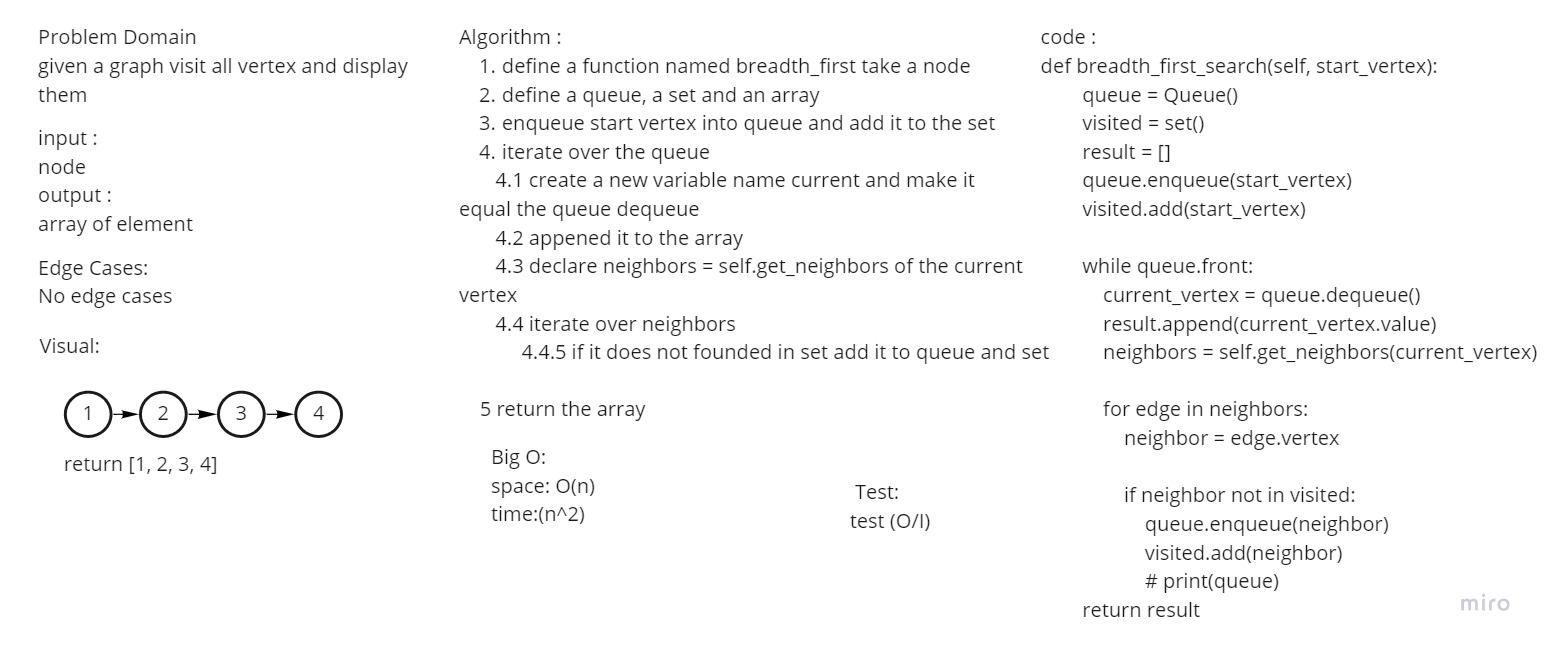 Problem Domain
given a graph visit all vertex and display
them
input :
node
output :
array of element
Edge Cases:
No edge cases
Visual:
1 2 3 4
return [1, 2, 3, 4]
Algorithm :
1. define a function named breadth_first take a node
2. define a queue, a set and an array
3. enqueue start vertex into queue and add it to the set
4. iterate over the queue
4.1 create a new variable name current and make it
equal the queue dequeue
4.2 appened it to the array
4.3 declare neighbors = self.get_neighbors of the current
vertex
4.4 iterate over neighbors
4.4.5 if it does not founded in set add it to queue and set
5 return the array
Big O:
space: O(n)
time:(n^2)
Test:
test (O/I)
code :
def breadth_first_search(self, start_vertex):
queue = Queue()
visited = set()
result = []
queue.enqueue(start_vertex)
visited.add(start_vertex)
while queue.front:
current_vertex = queue.dequeue()
result.append(current_vertex.value)
neighbors = self.get_neighbors(current_vertex)
for edge in neighbors:
neighbor = edge.vertex
if neighbor not in visited:
queue.enqueue(neighbor)
visited.add(neighbor)
# print(queue)
return result
miro